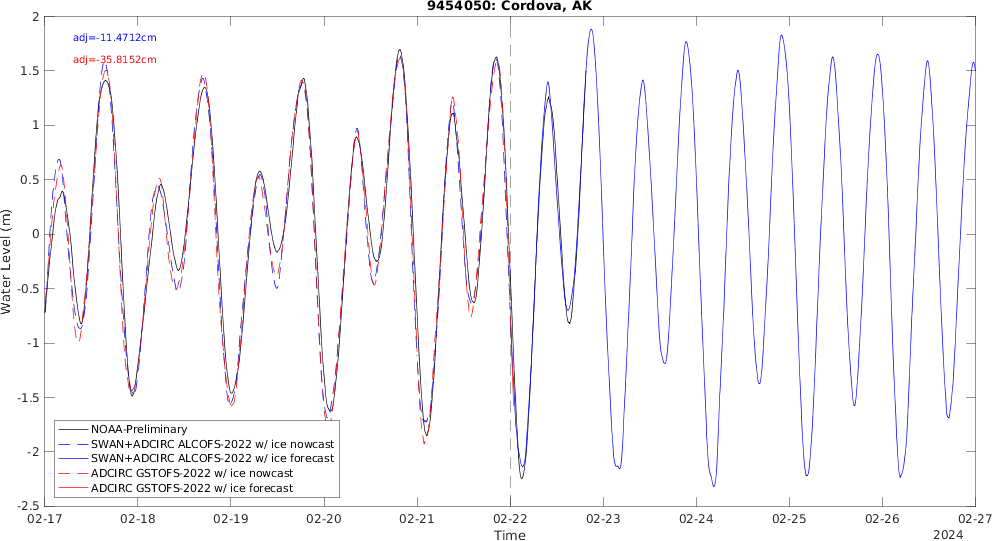 9454050: Cordova, AK
adj=-11.4712cm
adj=-35.8152cm
2
1.5
1
0.5
0
-0.5
-1
-1.5
-2
-2.5
Water Level (m)
NOAA-Preliminary
SWAN+ADCIRC ALCOFS-2022 w/ ice nowcast
SWAN+ADCIRC ALCOFS-2022 w/ ice forecast
ADCIRC GSTOFS-2022 w/ ice nowcast
ADCIRC GSTOFS-2022 w/ ice forecast
02-17 02-18 02-19 02-20 02-21 02-22 02-23 02-24 02-25 02-26 02-27
Time
2024